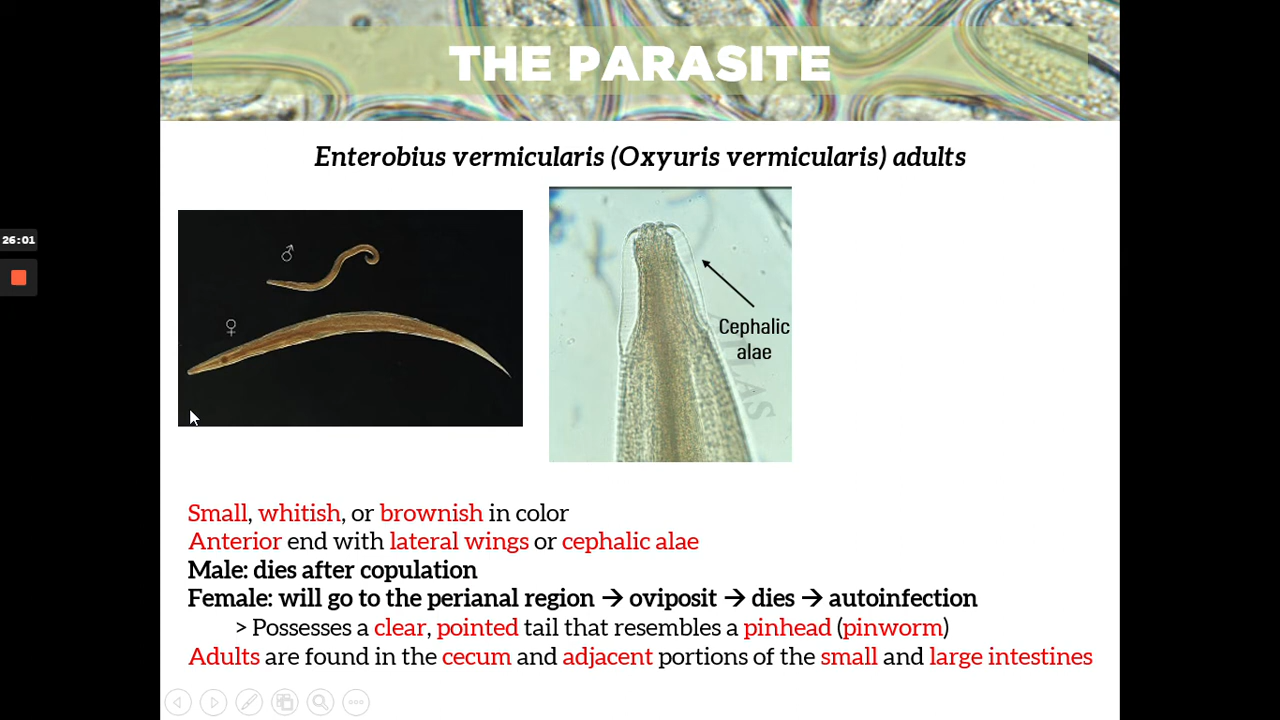 THE PARASITE
Enterobius vermicularis (Oxyuris vermicularis) adults
26:01
♂
♀
Cephalic
alae
Small, whitish, or brownish in color
Anterior end with lateral wings or cephalic alae
Male: dies after copulation
Female: will go to the perianal region → oviposit → dies → autoinfection
> Possesses a clear, pointed tail that resembles a pinhead (pinworm)
Adults are found in the cecum and adjacent portions of the small and large intestines